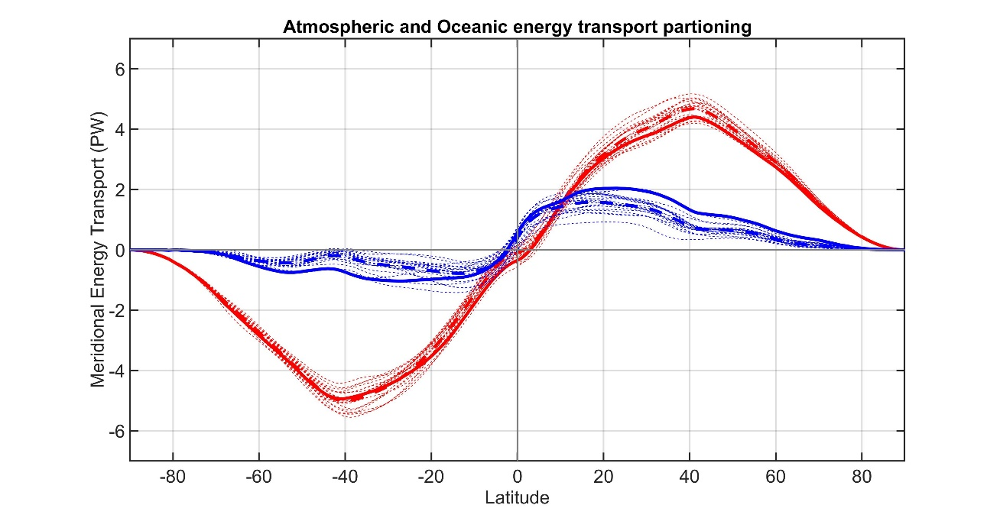 Atmospheric and Oceanic energy transport partioning
Meridional Energy Transport (PW)
6
4
2
0
-2
-4
-6
-80 -60 -40 -20 0 20 40 60 80
Latitude